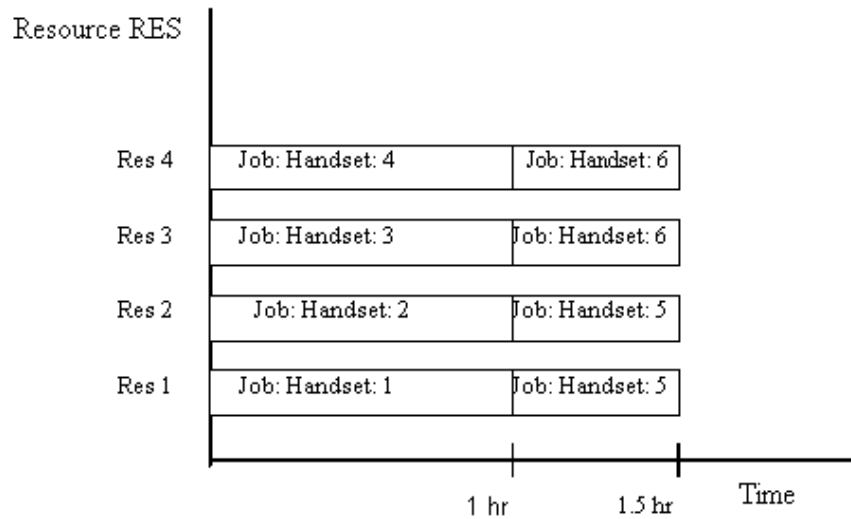 Resource RES
Res 4 Job: Handset: 4 Job: Handset: 6
Res 3 Job: Handset: 3 Job: Handset: 6
Res 2 Job: Handset: 2 Job: Handset: 5
Res 1 Job: Handset: 1 Job: Handset: 5
1 hr 1.5 hr Time